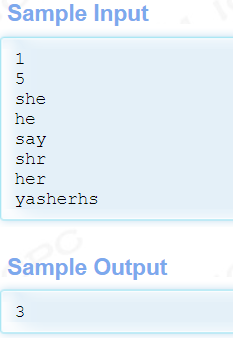 Sample Input
1
5
she
he
say
shr
her
yasherhs
Sample Output
3